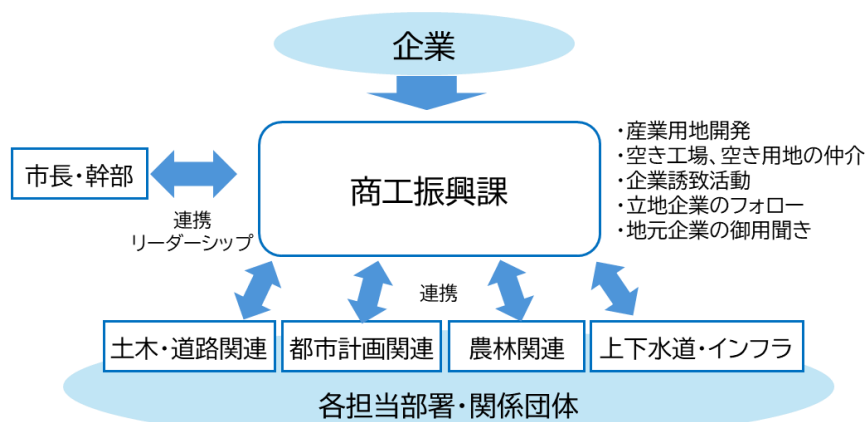 企業
市長・幹部
連携
リーダーシップ
商工振興課
・産業用地開発
・空き工場、空き用地の仲介
・企業誘致活動
・立地企業のフォロー
・地元企業の御用聞き
連携
土木・道路関連
都市計画関連
農林関連
上下水道・インフラ
各担当部署・関係団体